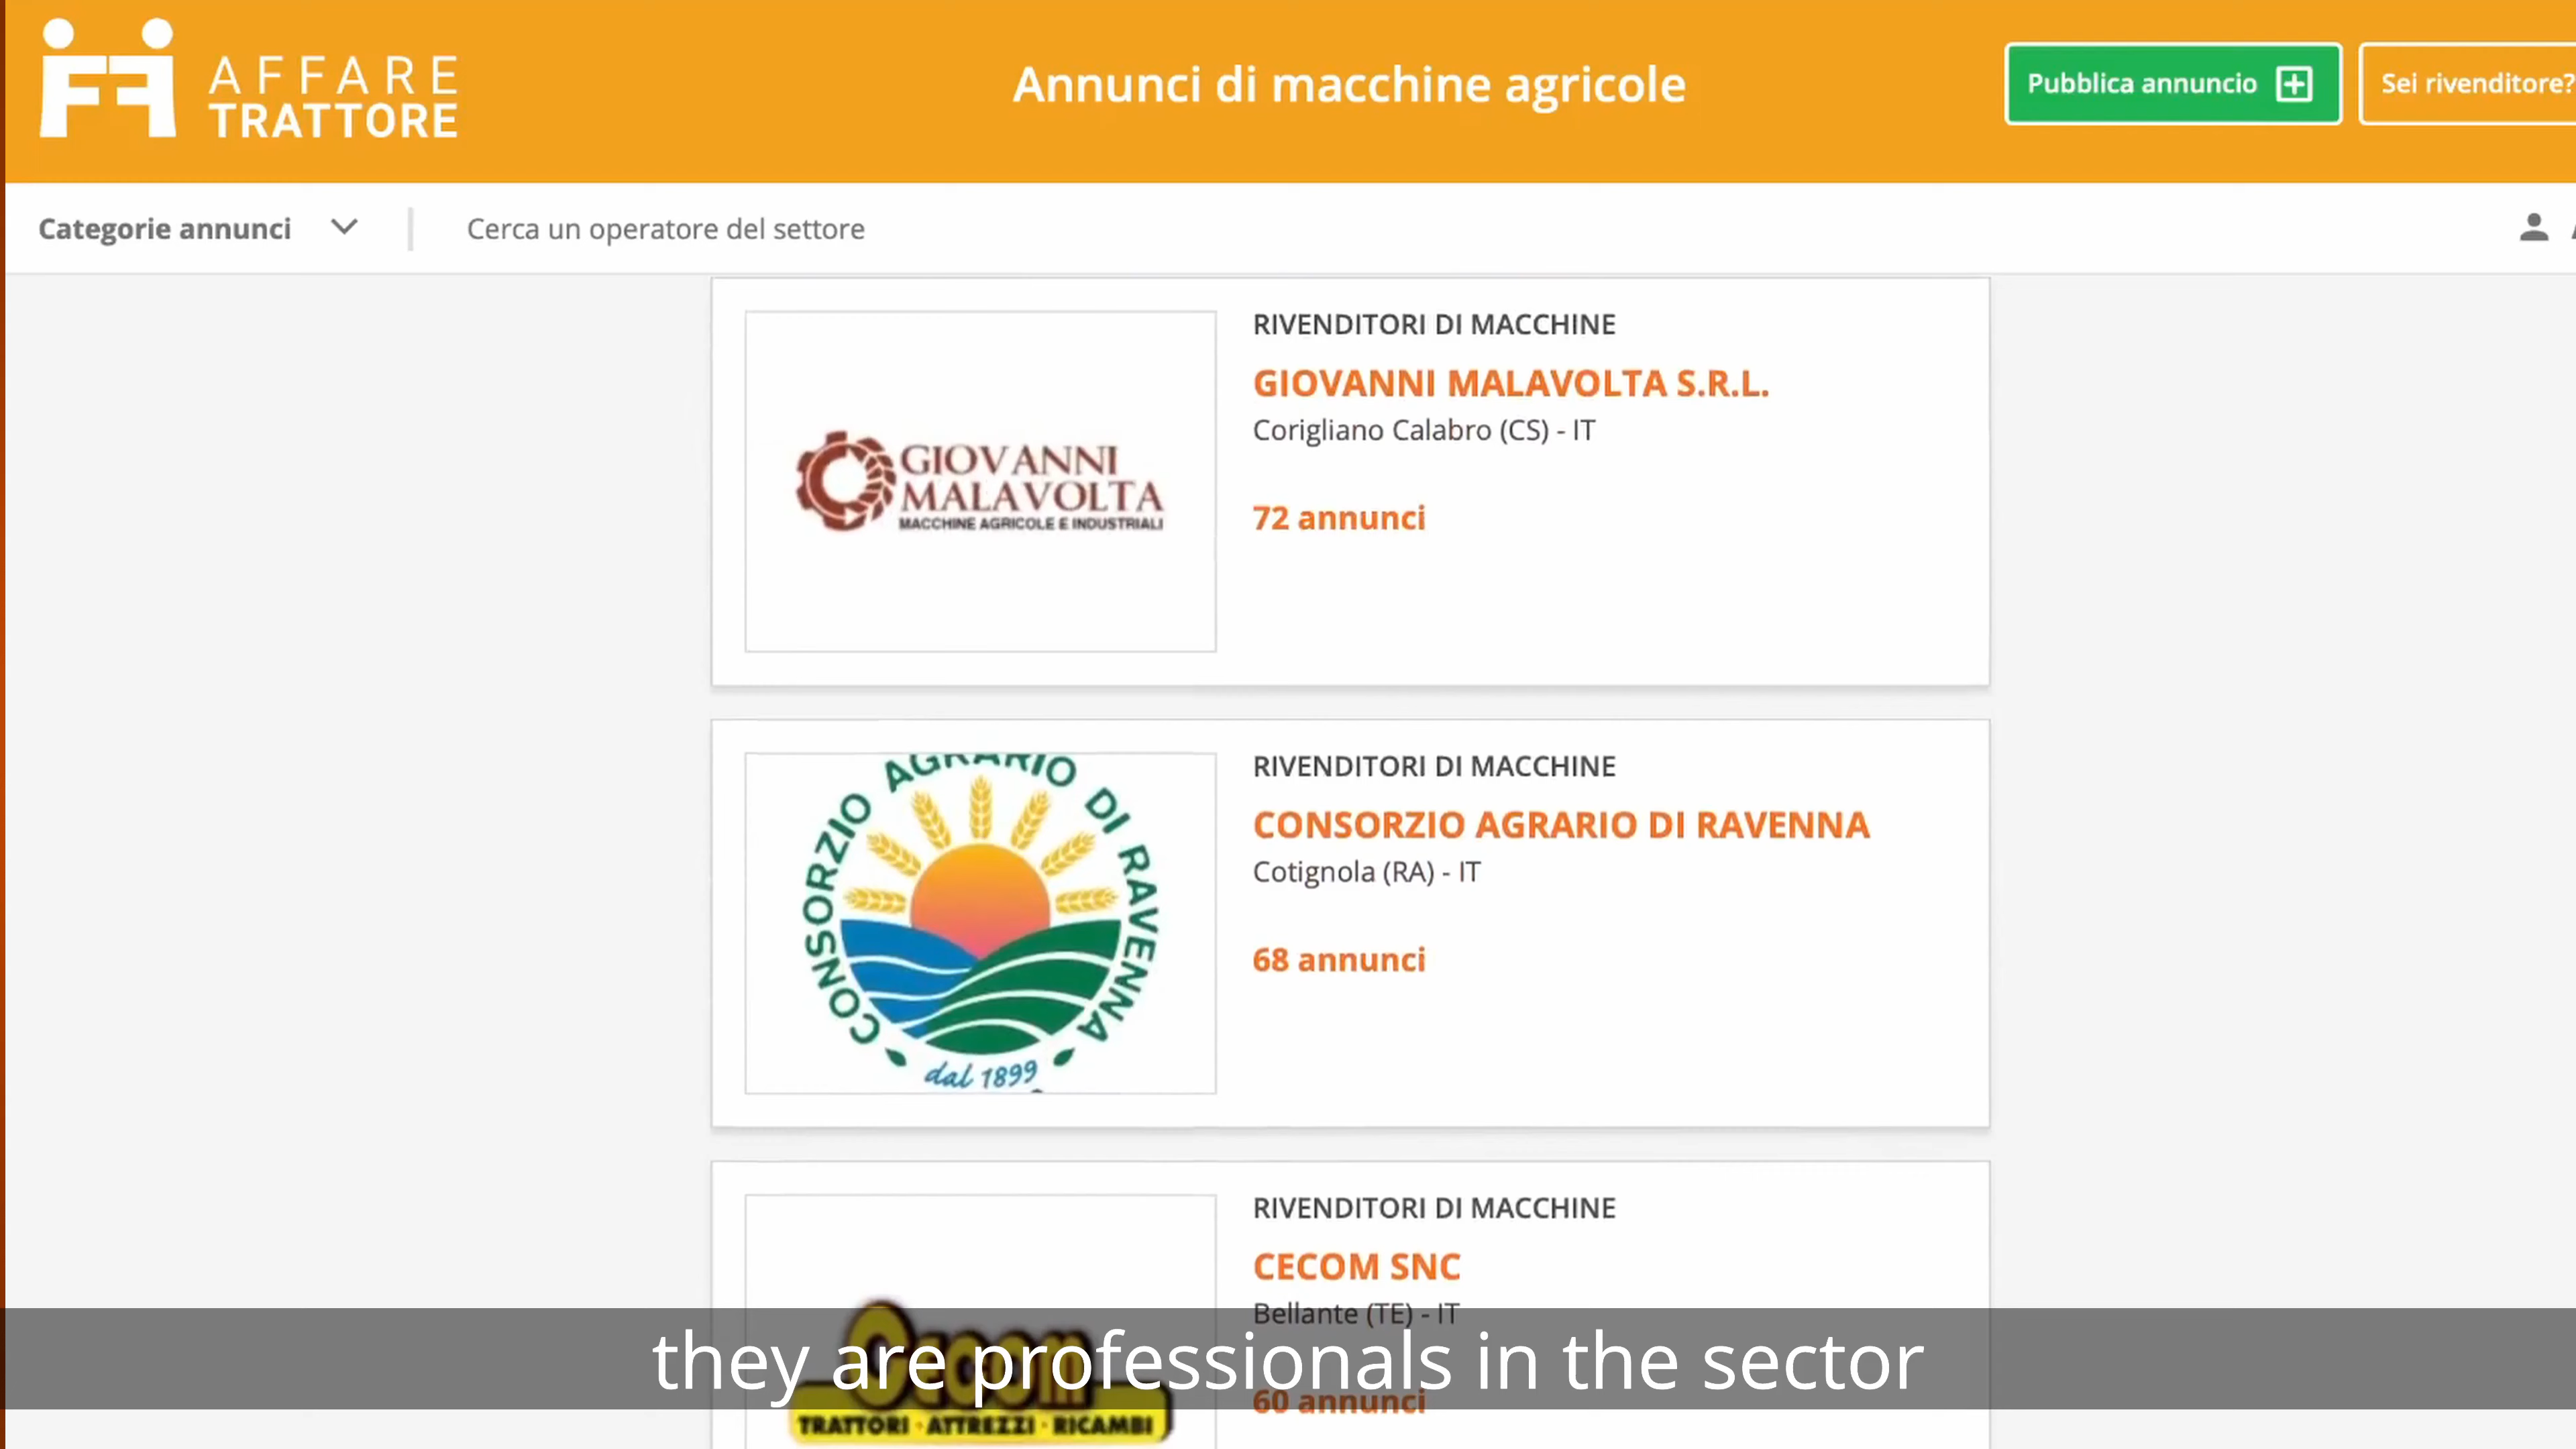 AFFARE
TRATTORE
Annunci di macchine agricole
Pubblica annuncio
Sei rivenditore?
Categorie annunci
Cerca un operatore del settore
GIOVANNI
MALAVOLTA
MACCHINE AGRICOLE E INDUSTRIALI
RIVENDITORI DI MACCHINE
GIOVANNI MALAVOLTA S.R.L.
Corigliano Calabro (CS) - IT
72 annunci
CONSORZIO AGRARIO DI RAVENNA
dal 1899
RIVENDITORI DI MACCHINE
CONSORZIO AGRARIO DI RAVENNA
Cotignola (RA) - IT
68 annunci
RIVENDITORI DI MACCHINE
CECOM SNC
Bellante (TE) - IT
60 annunci
Cecom
TRATTORI · ATTREZZI · RICAMBI
they are professionals in the sector